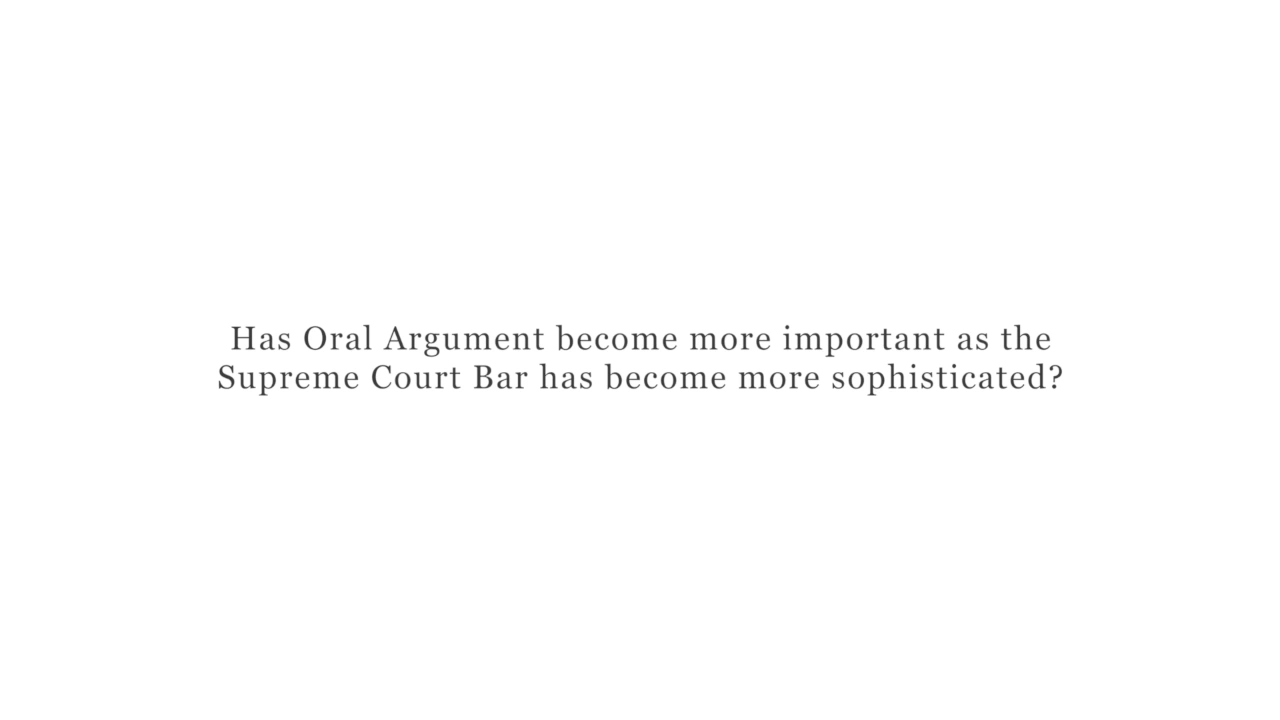 Has Oral Argument become more important as the
Supreme Court Bar has become more sophisticated?